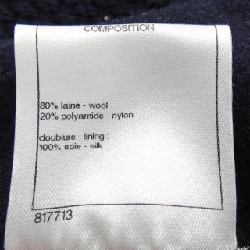 COMPOSITION
80% laine - wool
20% polyamide - nylon
doublure - lining :
100% soie - silk
817713